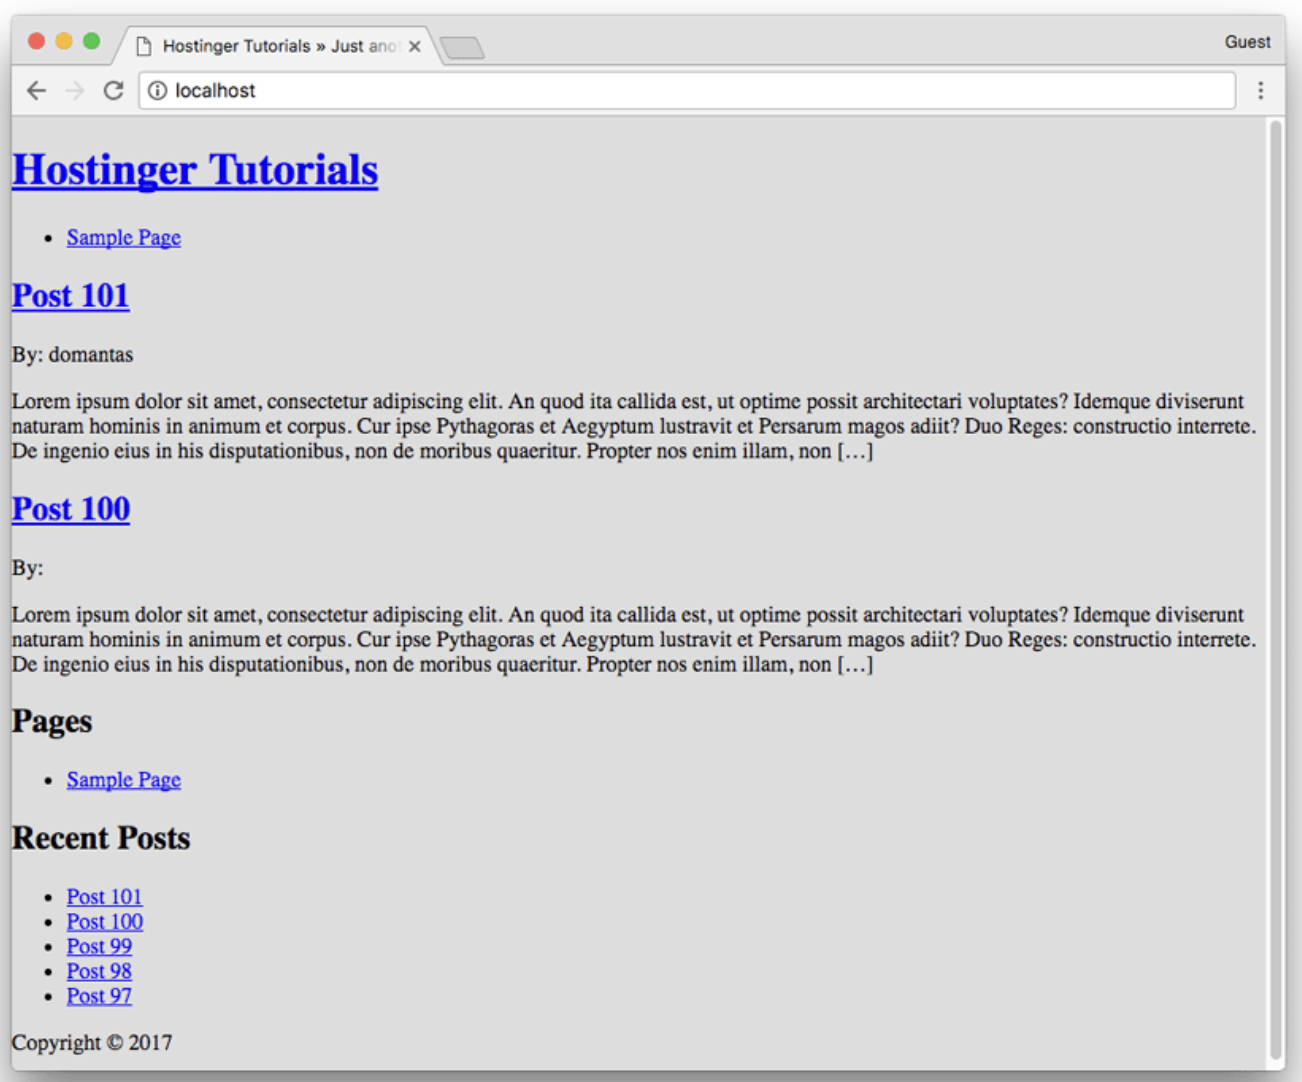 Hostinger Tutorials » Just ano
Guest
localhost
Hostinger Tutorials
Sample Page
Post 101
By: domantas
Lorem ipsum dolor sit amet, consectetur adipiscing elit. An quod ita callida est, ut optime possit architectari voluptates? Idemque diviserunt
naturam hominis in animum et corpus. Cur ipse Pythagoras et Aegyptum lustravit et Persarum magos adiit? Duo Reges: constructio interrete.
De ingenio eius in his disputationibus, non de moribus quaeritur. Propter nos enim illam, non […]
Post 100
By:
Lorem ipsum dolor sit amet, consectetur adipiscing elit. An quod ita callida est, ut optime possit architectari voluptates? Idemque diviserunt
naturam hominis in animum et corpus. Cur ipse Pythagoras et Aegyptum lustravit et Persarum magos adiit? Duo Reges: constructio interrete.
De ingenio eius in his disputationibus, non de moribus quaeritur. Propter nos enim illam, non […]
Pages
Sample Page
Recent Posts
Post 101
Post 100
Post 99
Post 98
Post 97
Copyright © 2017